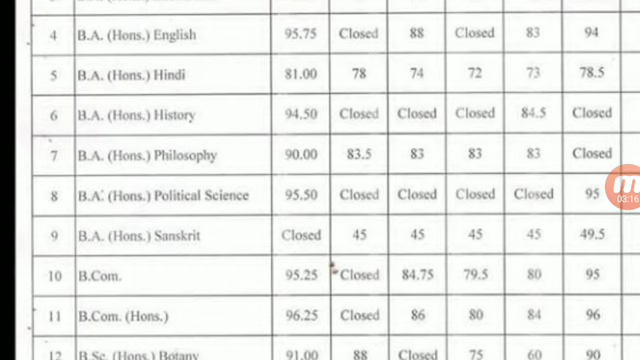 4 B.A. (Hons.) English 95.75 Closed 88 Closed 83 94
5 B.A. (Hons.) Hindi 81.00 78 74 72 73 78.5
6 B.A. (Hons.) History 94.50 Closed Closed Closed 84.5 Closed
7 B.A. (Hons.) Philosophy 90.00 83.5 83 83 83 Closed
8 B.A. (Hons.) Political Science 95.50 Closed Closed Closed Closed 95
9 B.A. (Hons.) Sanskrit Closed 45 45 45 45 49.5
10 B.Com. 95.25 Closed 84.75 79.5 80 95
11 B.Com. (Hons.) 96.25 Closed 86 80 84 96
12 B.Sc. (Hons.) Botany 91.00 88 Closed 75 60 90
03:16